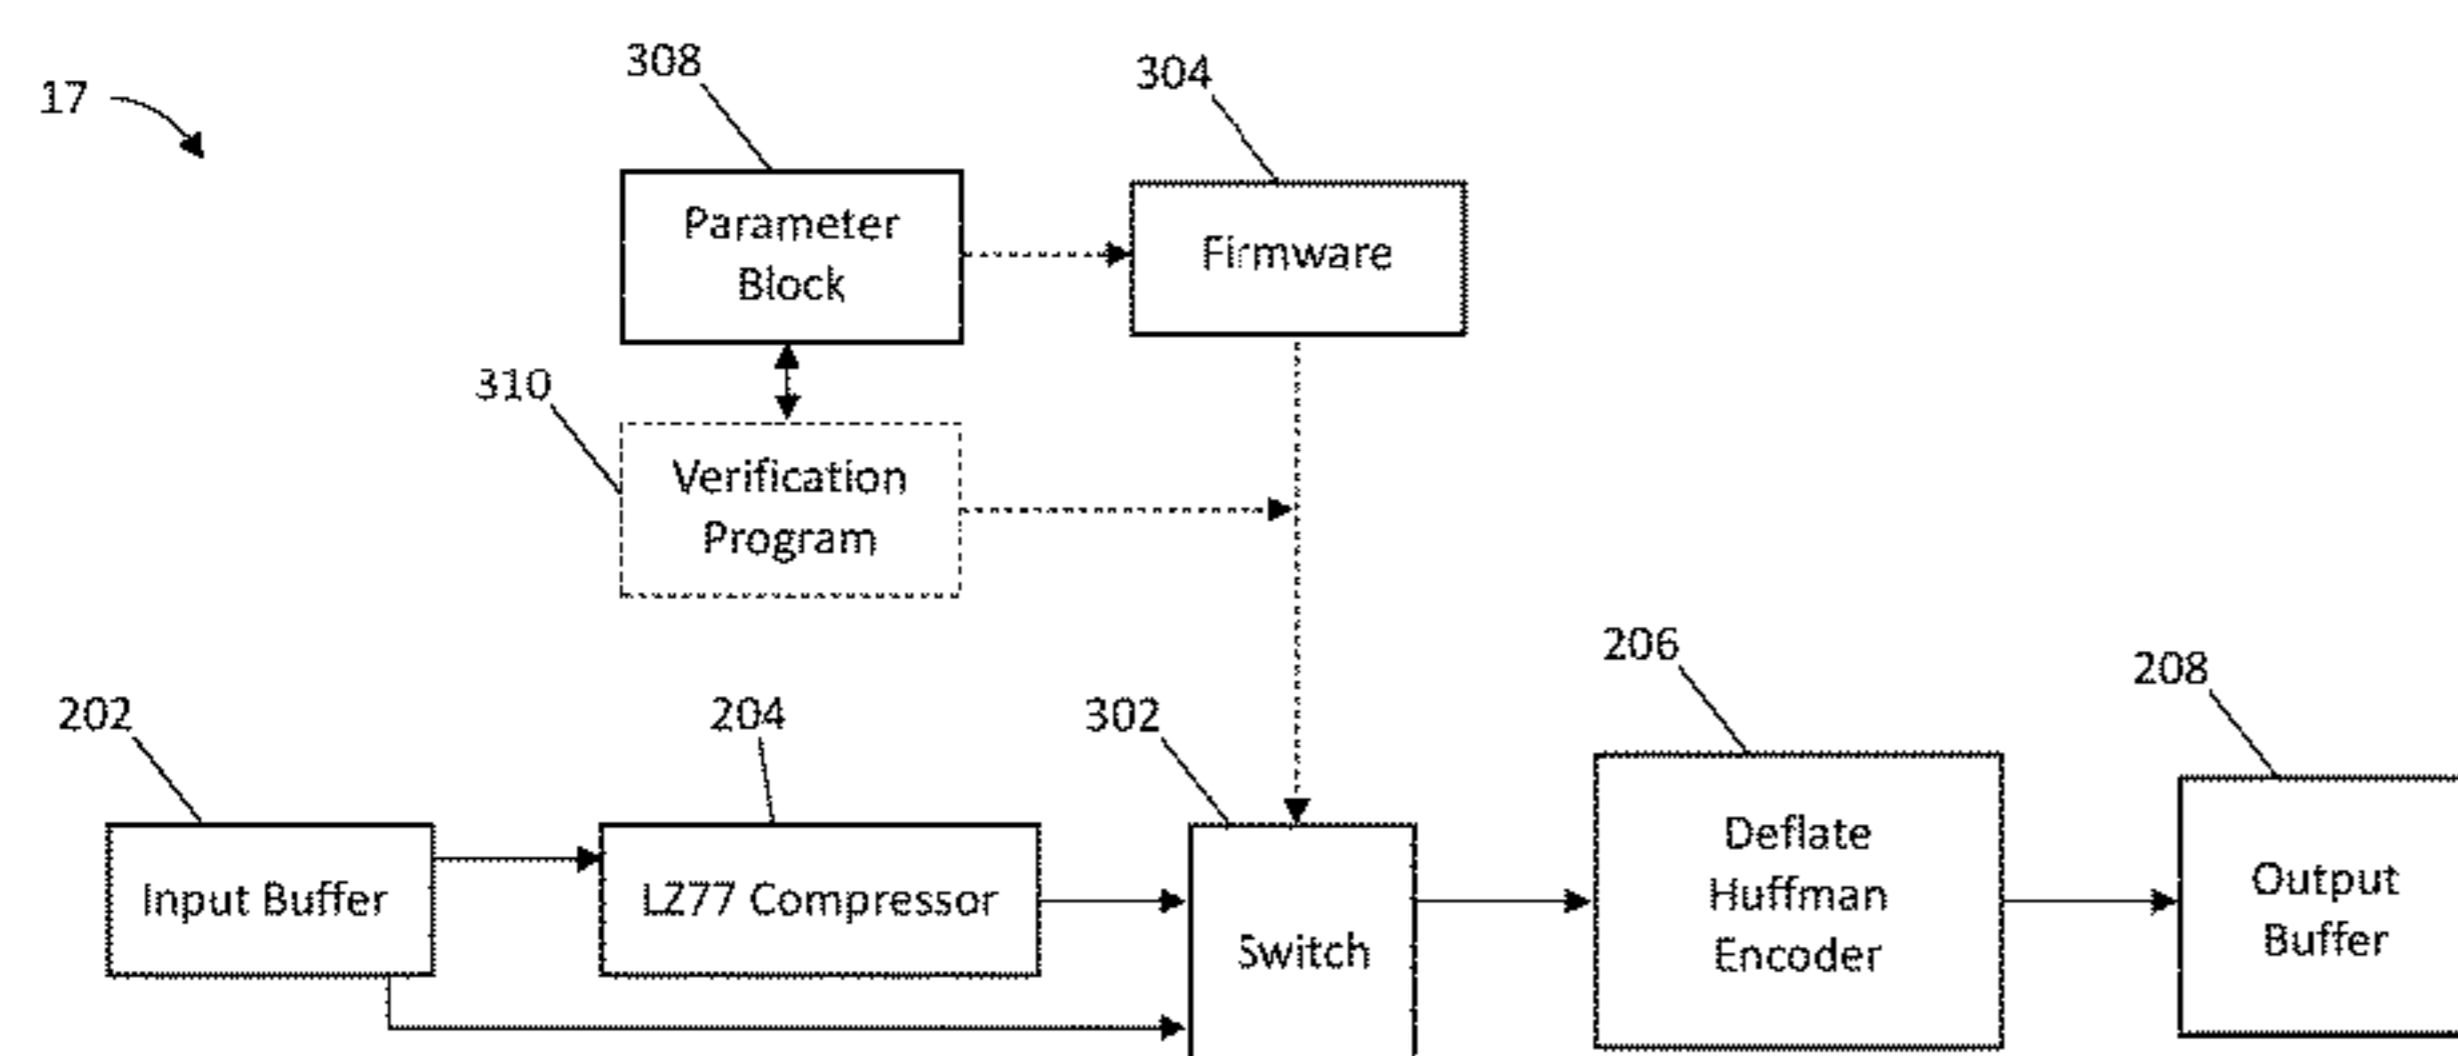 308
304
17
Parameter
Block
Firmware
310
Verification
Program
206
208
202
204
302
Deflate
Huffman
Encoder
Output
Buffer
Input Buffer
LZ77 Compressor
Switch